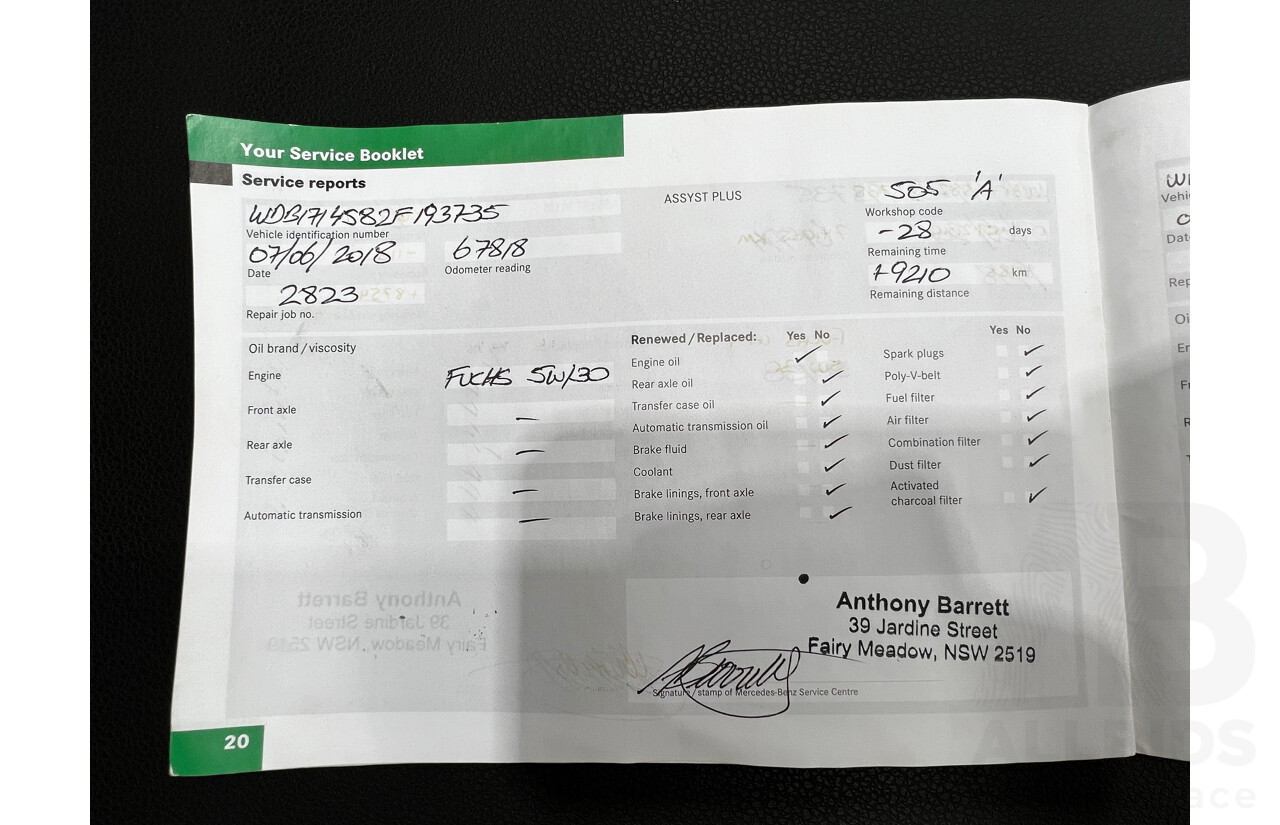 Your Service Booklet
Service reports
WDB1714582F193735
Vehicle identification number
07/06/2018 67818
Date Odometer reading
2823
Repair job no.
ASSYST PLUS
505 'A'
Workshop code
-28 days
Remaining time
+9210 km
Remaining distance
Oil brand/viscosity
Engine FUCHS 5W/30
Front axle —
Rear axle —
Transfer case —
Automatic transmission —
Renewed/Replaced: Yes No
Engine oil ✓
Rear axle oil ✓
Transfer case oil ✓
Automatic transmission oil ✓
Brake fluid ✓
Coolant ✓
Brake linings, front axle ✓
Brake linings, rear axle ✓
Yes No
Spark plugs ✓
Poly-V-belt ✓
Fuel filter ✓
Air filter ✓
Combination filter ✓
Dust filter ✓
Activated
charcoal filter ✓
Anthony Barrett
39 Jardine Street
Fairy Meadow, NSW 2519
Signature/stamp of Mercedes-Benz Service Centre
20